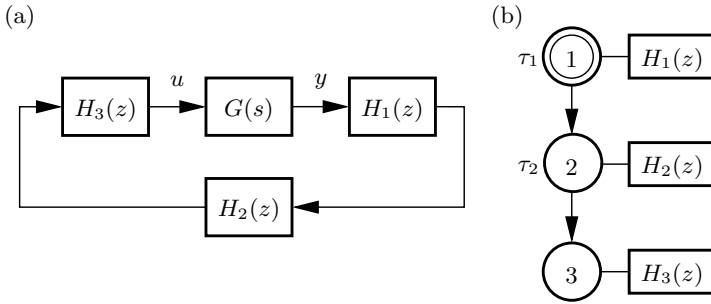 (a)
H₃(z)
u
G(s)
y
H₁(z)
H₂(z)
(b)
τ₁
1
H₁(z)
τ₂
2
H₂(z)
3
H₃(z)